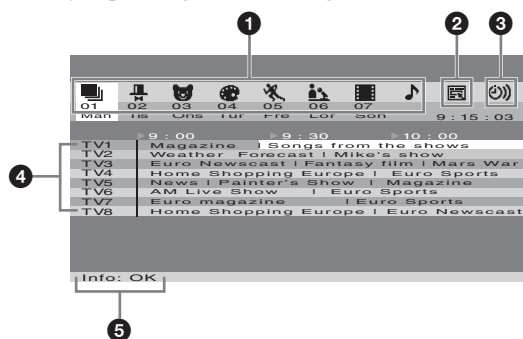 1 2 3
01 02 03 04 05 06 07
Man Tis Ons Tor Fre Lor Son 9 : 15 : 03
9 : 00 9 : 30 10 : 00
TV1 Magazine | Songs from the shows
TV2 Weather Forecast | Mike's show
TV3 Euro Newscast | Fantasy film | Mars War
4 TV4 Home Shopping Europe | Euro Sports
TV5 News | Painter's Show | Magazine
TV6 AM Live Show | Euro Sports
TV7 Euro magazine | Euro Sports
TV8 Home Shopping Europe | Euro Newscast
Info: OK
5